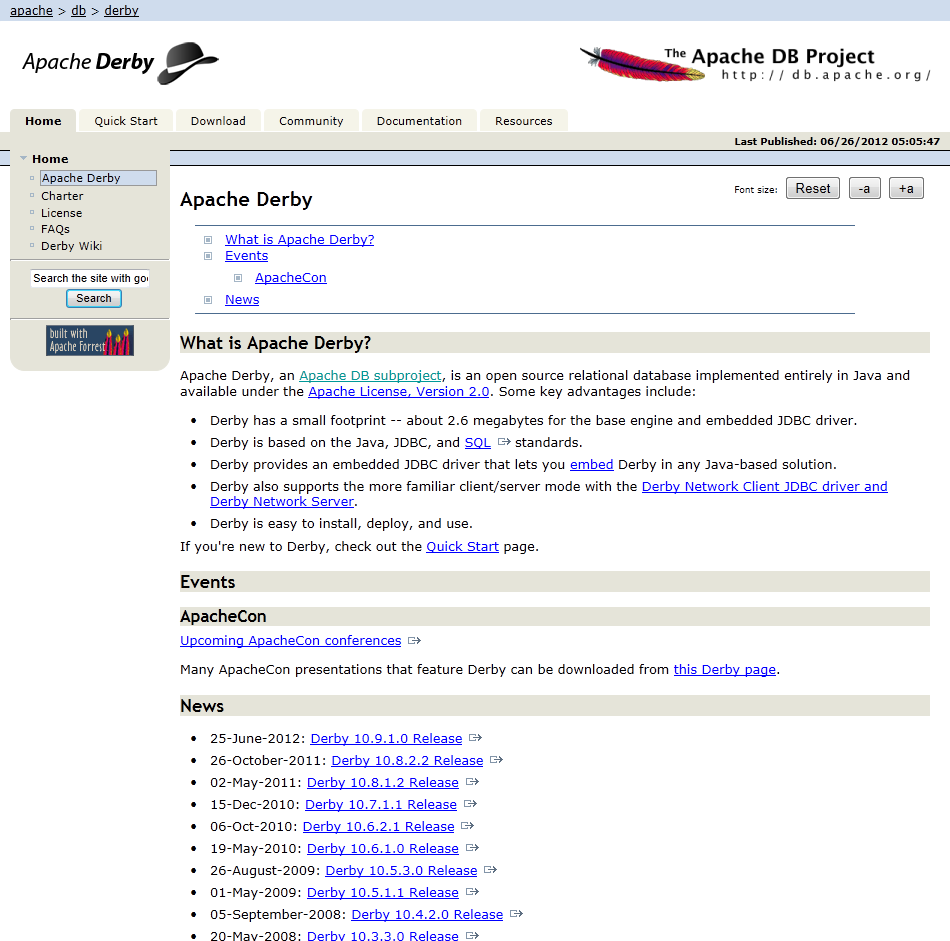 apache > db > derby
Apache Derby
The Apache DB Project
http://db.apache.org/
Home
Quick Start
Download
Community
Documentation
Resources
Last Published: 06/26/2012 05:05:47
Home
Apache Derby
Charter
License
FAQs
Derby Wiki
Search the site with goo
Search
built with
Apache Forrest
Font size: Reset -a +a
Apache Derby
What is Apache Derby?
Events
ApacheCon
News
What is Apache Derby?
Apache Derby, an Apache DB subproject, is an open source relational database implemented entirely in Java and
available under the Apache License, Version 2.0. Some key advantages include:
Derby has a small footprint -- about 2.6 megabytes for the base engine and embedded JDBC driver.
Derby is based on the Java, JDBC, and SQL standards.
Derby provides an embedded JDBC driver that lets you embed Derby in any Java-based solution.
Derby also supports the more familiar client/server mode with the Derby Network Client JDBC driver and
Derby Network Server.
Derby is easy to install, deploy, and use.
If you're new to Derby, check out the Quick Start page.
Events
ApacheCon
Upcoming ApacheCon conferences
Many ApacheCon presentations that feature Derby can be downloaded from this Derby page.
News
25-June-2012: Derby 10.9.1.0 Release
26-October-2011: Derby 10.8.2.2 Release
02-May-2011: Derby 10.8.1.2 Release
15-Dec-2010: Derby 10.7.1.1 Release
06-Oct-2010: Derby 10.6.2.1 Release
19-May-2010: Derby 10.6.1.0 Release
26-August-2009: Derby 10.5.3.0 Release
01-May-2009: Derby 10.5.1.1 Release
05-September-2008: Derby 10.4.2.0 Release
20-May-2008: Derby 10.3.3.0 Release